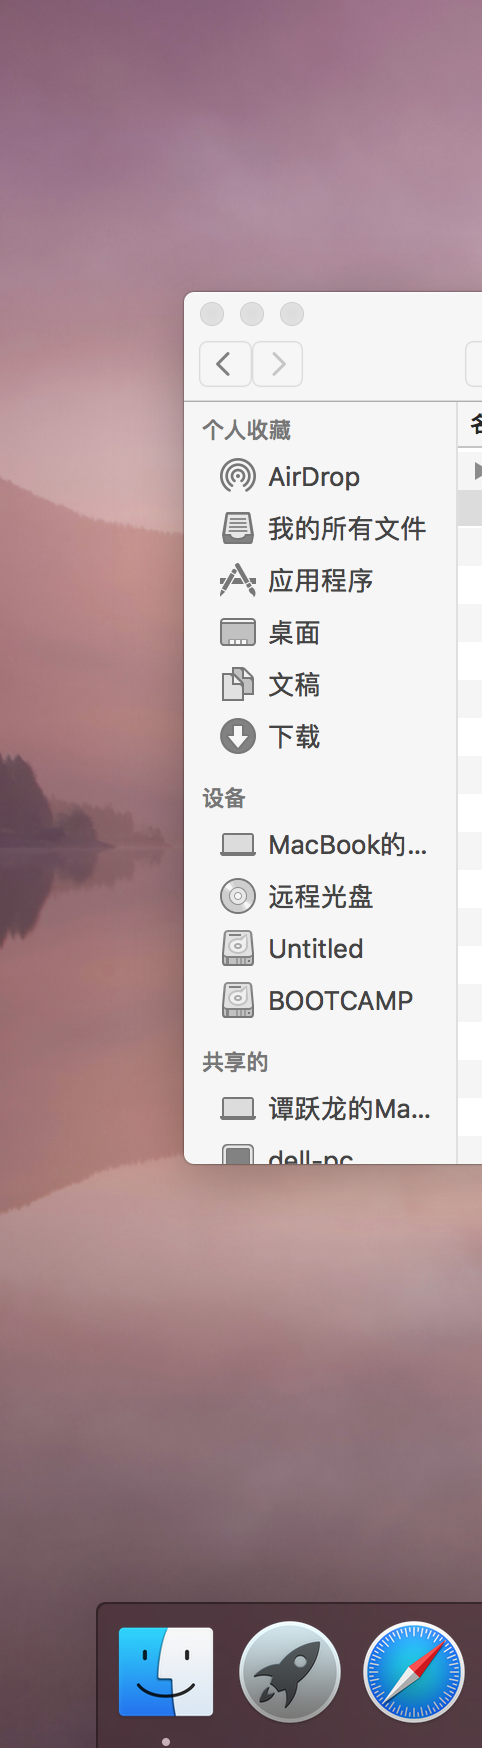 个人收藏
AirDrop
我的所有文件
应用程序
桌面
文稿
下载
设备
MacBook的...
远程光盘
Untitled
BOOTCAMP
共享的
谭跃龙的Ma...
dell-pc